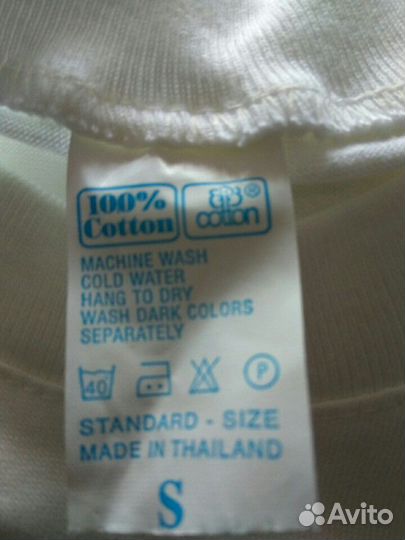 100% Cotton
BB® cotton
MACHINE WASH
COLD WATER
HANG TO DRY
WASH DARK COLORS
SEPARATELY
40 P
STANDARD - SIZE
MADE IN THAILAND
S
Avito